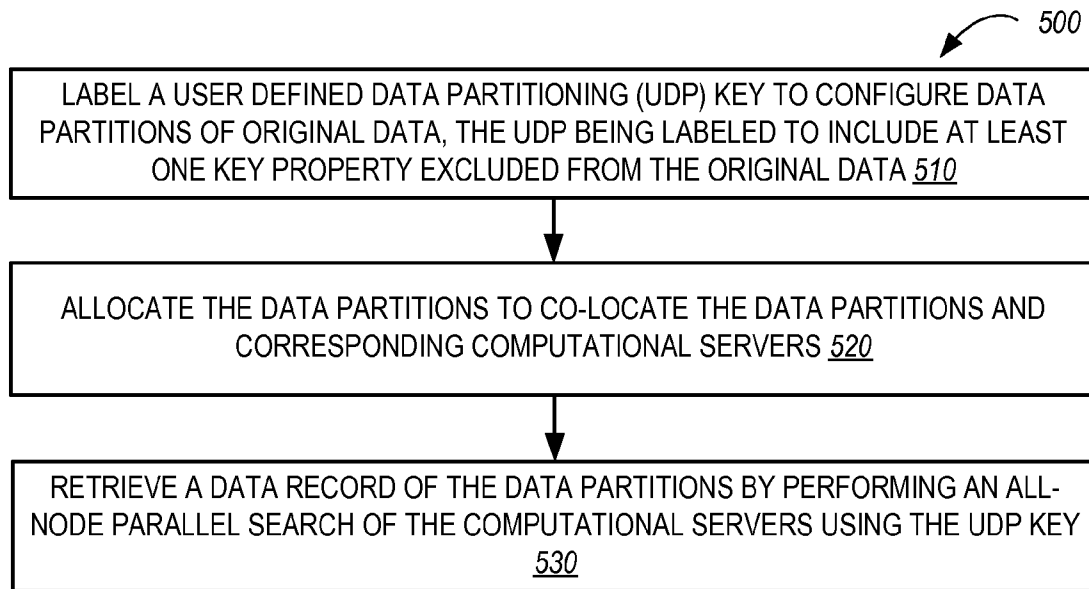 500
LABEL A USER DEFINED DATA PARTITIONING (UDP) KEY TO CONFIGURE DATA
PARTITIONS OF ORIGINAL DATA, THE UDP BEING LABELED TO INCLUDE AT LEAST
ONE KEY PROPERTY EXCLUDED FROM THE ORIGINAL DATA 510
ALLOCATE THE DATA PARTITIONS TO CO-LOCATE THE DATA PARTITIONS AND
CORRESPONDING COMPUTATIONAL SERVERS 520
RETRIEVE A DATA RECORD OF THE DATA PARTITIONS BY PERFORMING AN ALL-
NODE PARALLEL SEARCH OF THE COMPUTATIONAL SERVERS USING THE UDP KEY
530